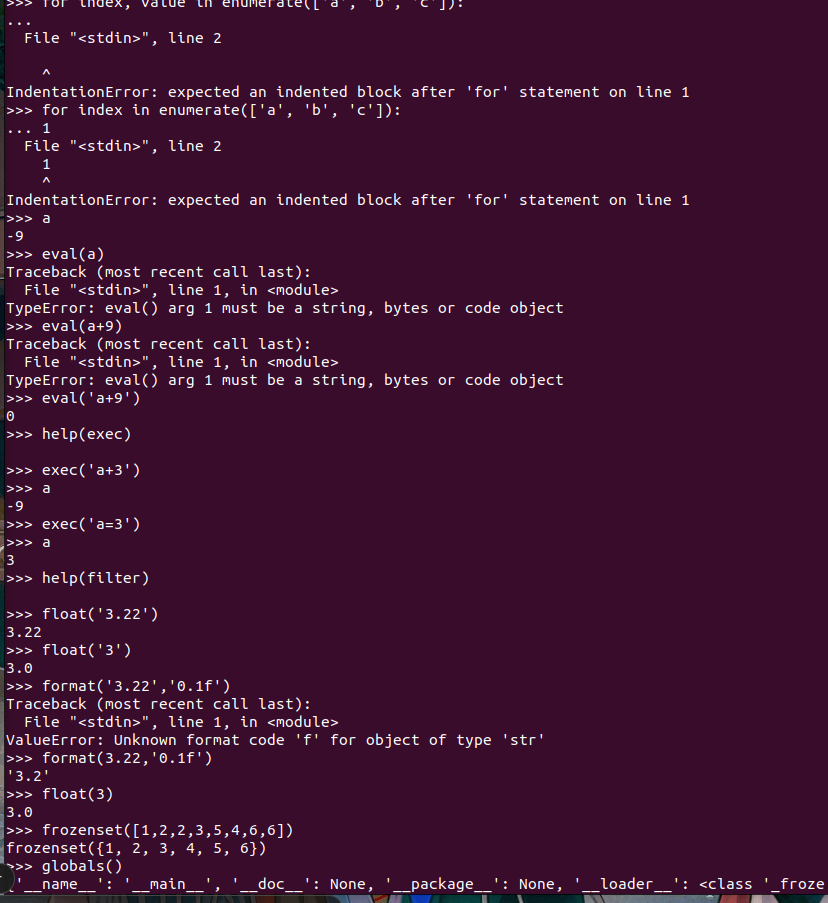 >>> for index, value in enumerate(['a', 'b', 'c']):
...
  File "<stdin>", line 2
    ^
IndentationError: expected an indented block after 'for' statement on line 1
>>> for index in enumerate(['a', 'b', 'c']):
... 1
  File "<stdin>", line 2
    1
    ^
IndentationError: expected an indented block after 'for' statement on line 1
>>> a
-9
>>> eval(a)
Traceback (most recent call last):
  File "<stdin>", line 1, in <module>
TypeError: eval() arg 1 must be a string, bytes or code object
>>> eval(a+9)
Traceback (most recent call last):
  File "<stdin>", line 1, in <module>
TypeError: eval() arg 1 must be a string, bytes or code object
>>> eval('a+9')
0
>>> help(exec)
>>> exec('a+3')
>>> a
-9
>>> exec('a=3')
>>> a
3
>>> help(filter)
>>> float('3.22')
3.22
>>> float('3')
3.0
>>> format('3.22','0.1f')
Traceback (most recent call last):
  File "<stdin>", line 1, in <module>
ValueError: Unknown format code 'f' for object of type 'str'
>>> format(3.22,'0.1f')
'3.2'
>>> float(3)
3.0
>>> frozenset([1,2,2,3,5,4,6,6])
frozenset({1, 2, 3, 4, 5, 6})
>>> globals()
'__name__': '__main__', '__doc__': None, '__package__': None, '__loader__': <class '_froze